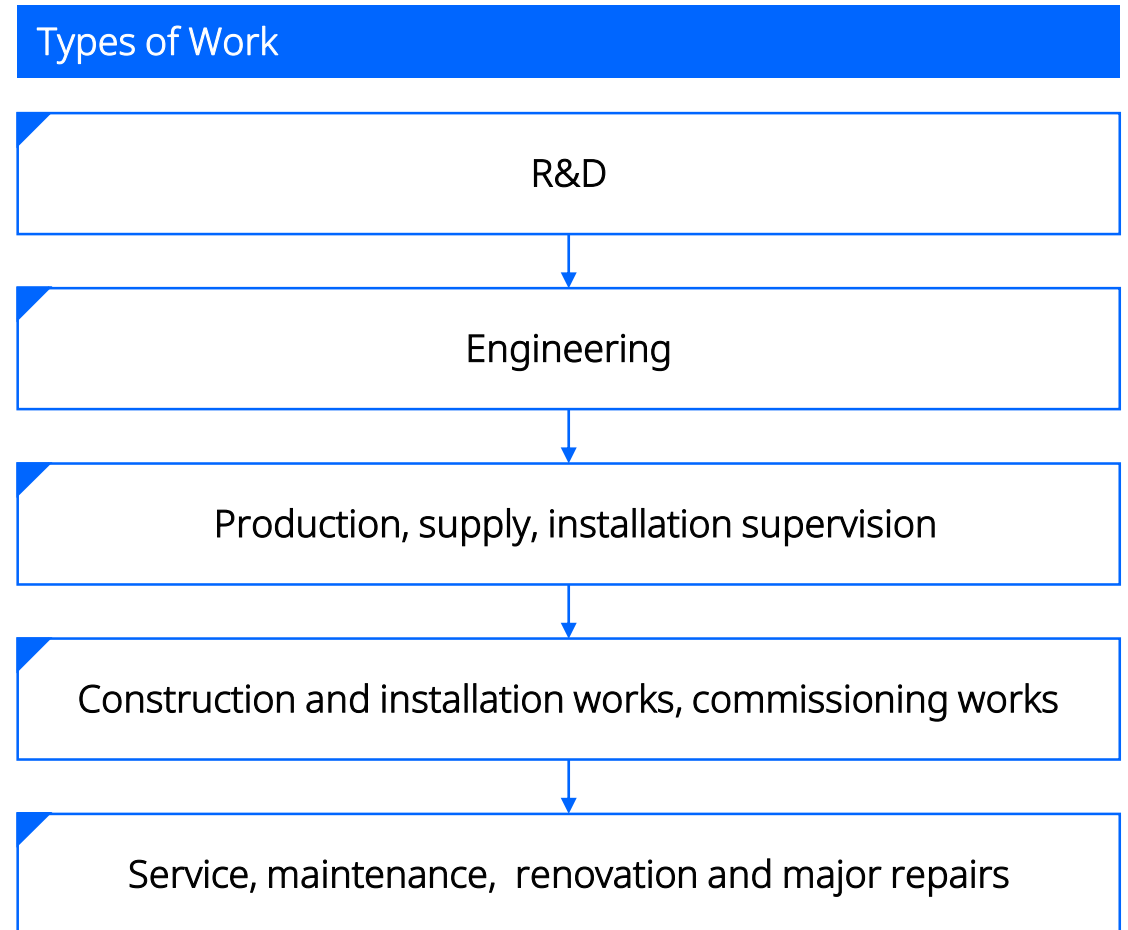 Types of Work
R&D
Engineering
Production, supply, installation supervision
Construction and installation works, commissioning works
Service, maintenance,  renovation and major repairs